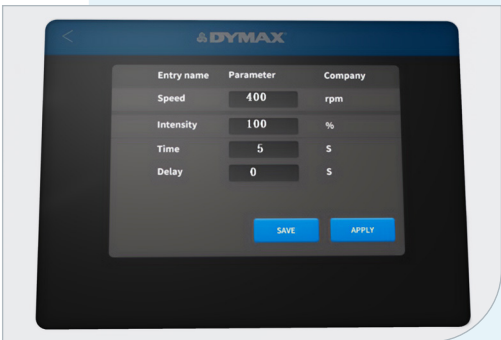 <
DYMAX
Entry name Parameter Company
Speed 400 rpm
Intensity 100 %
Time 5 S
Delay 0 S
SAVE APPLY